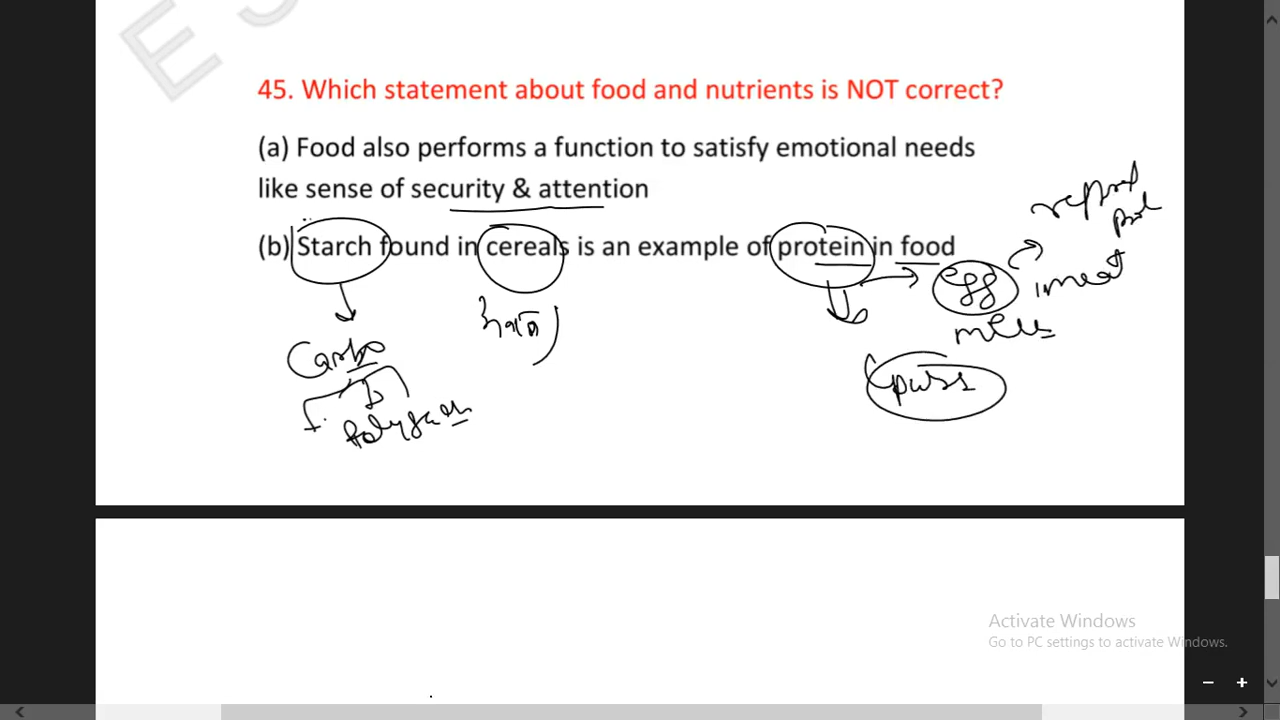 E S
45. Which statement about food and nutrients is NOT correct?
(a) Food also performs a function to satisfy emotional needs
like sense of security & attention
(b) Starch found in cereals is an example of protein in food
egg
meat
Carbo
Activate Windows
Go to PC settings to activate Windows.